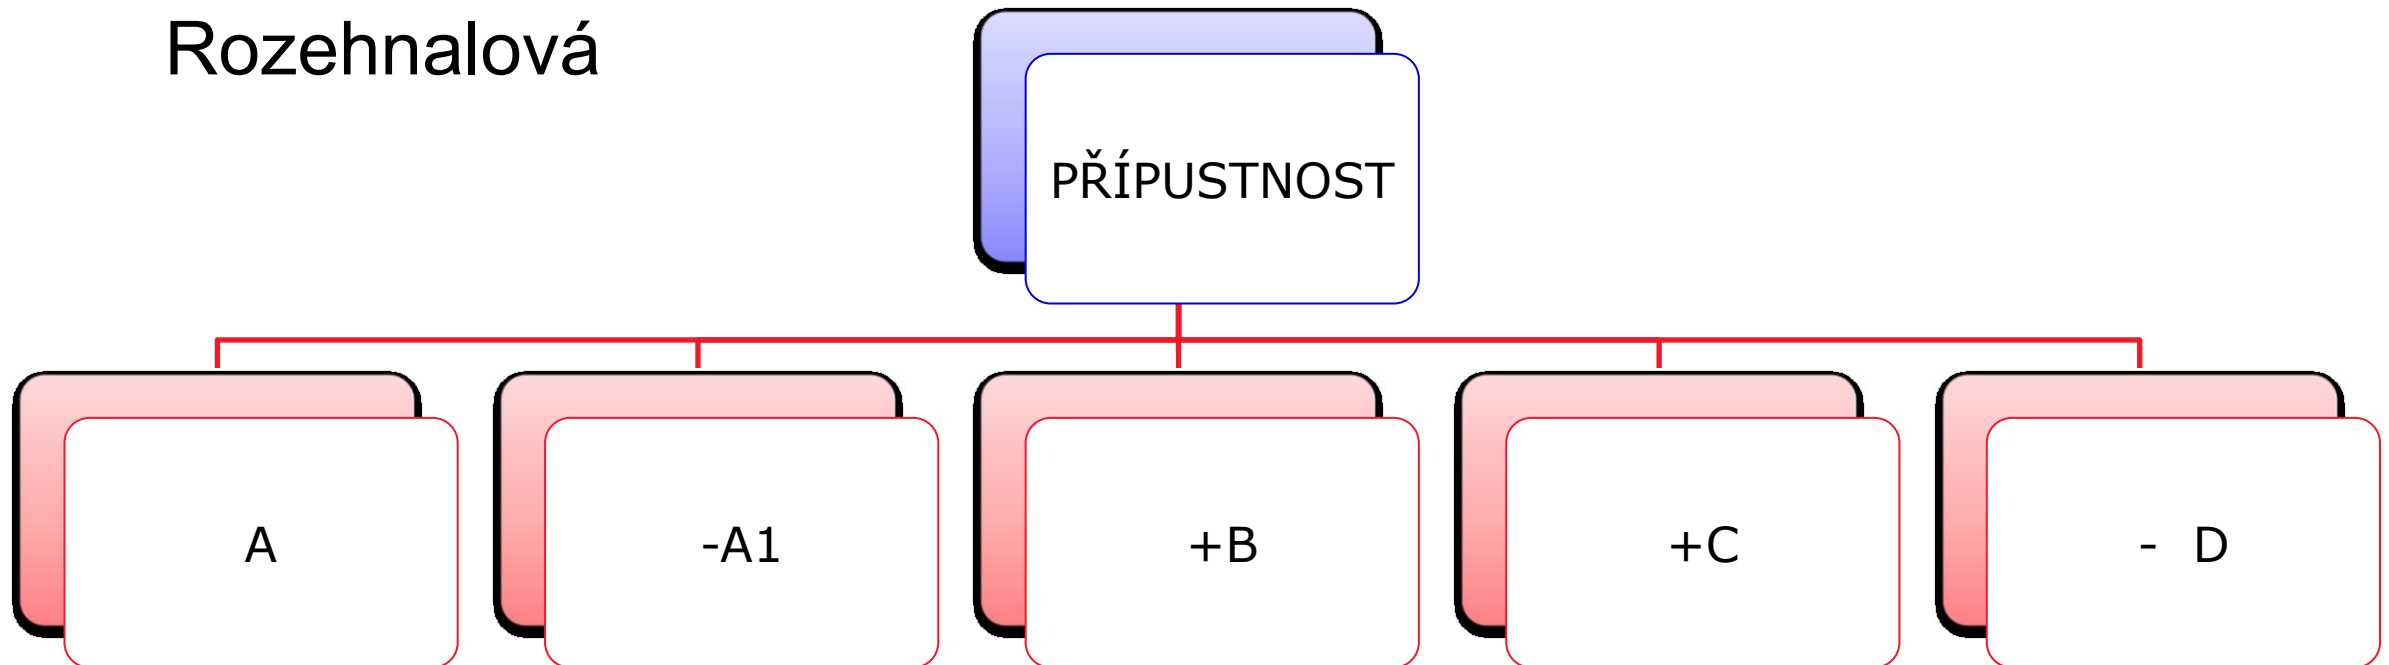 Rozehnalová
PŘÍPUSTNOST
A
-A1
+B
+C
- D